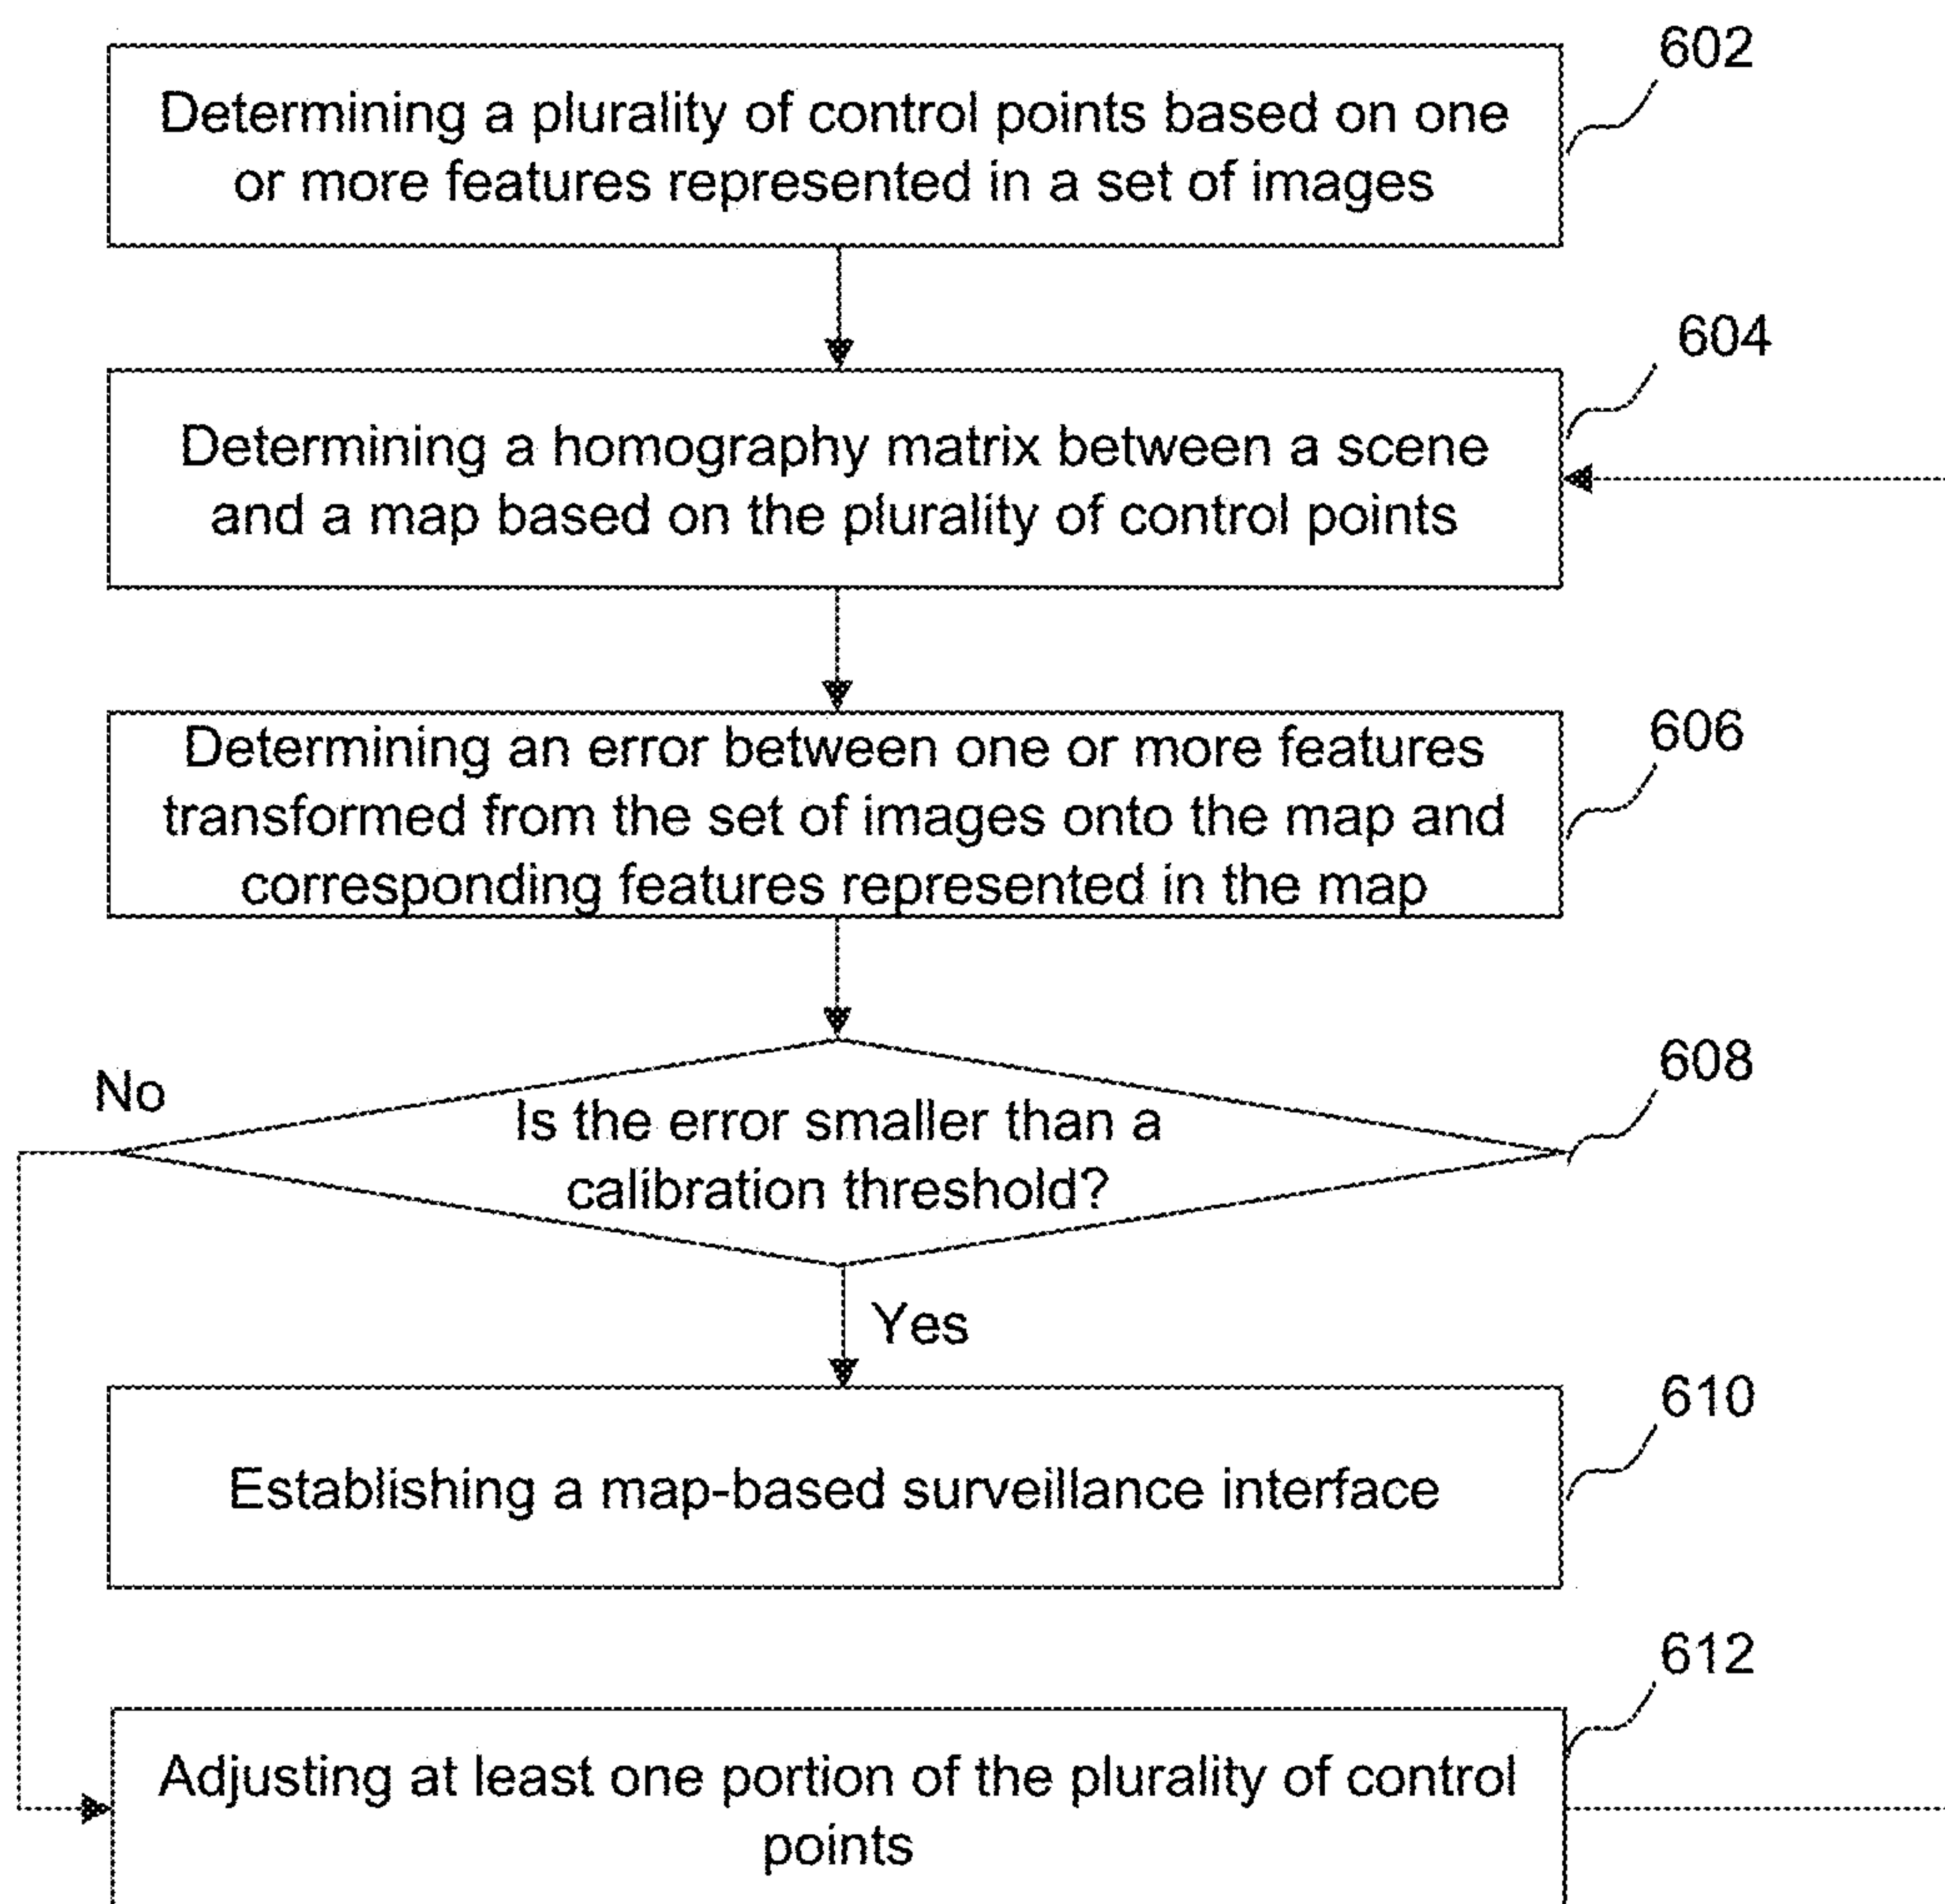 602
Determining a plurality of control points based on one
or more features represented in a set of images
604
Determining a homography matrix between a scene
and a map based on the plurality of control points
606
Determining an error between one or more features
transformed from the set of images onto the map and
corresponding features represented in the map
608
No
Is the error smaller than a
calibration threshold?
Yes
610
Establishing a map-based surveillance interface
612
Adjusting at least one portion of the plurality of control
points